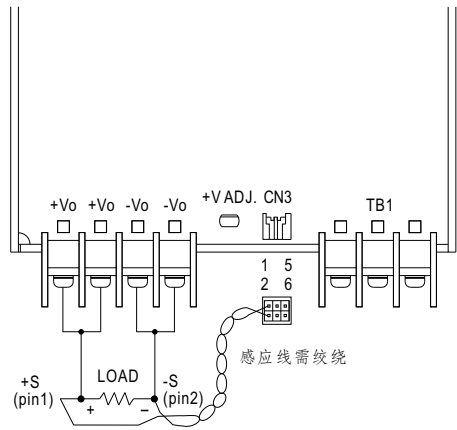 +Vo +Vo -Vo -Vo +V ADJ. CN3 TB1
1 5
2 6
感应线需绞绕
+S (pin1)
LOAD
-S (pin2)
+ −